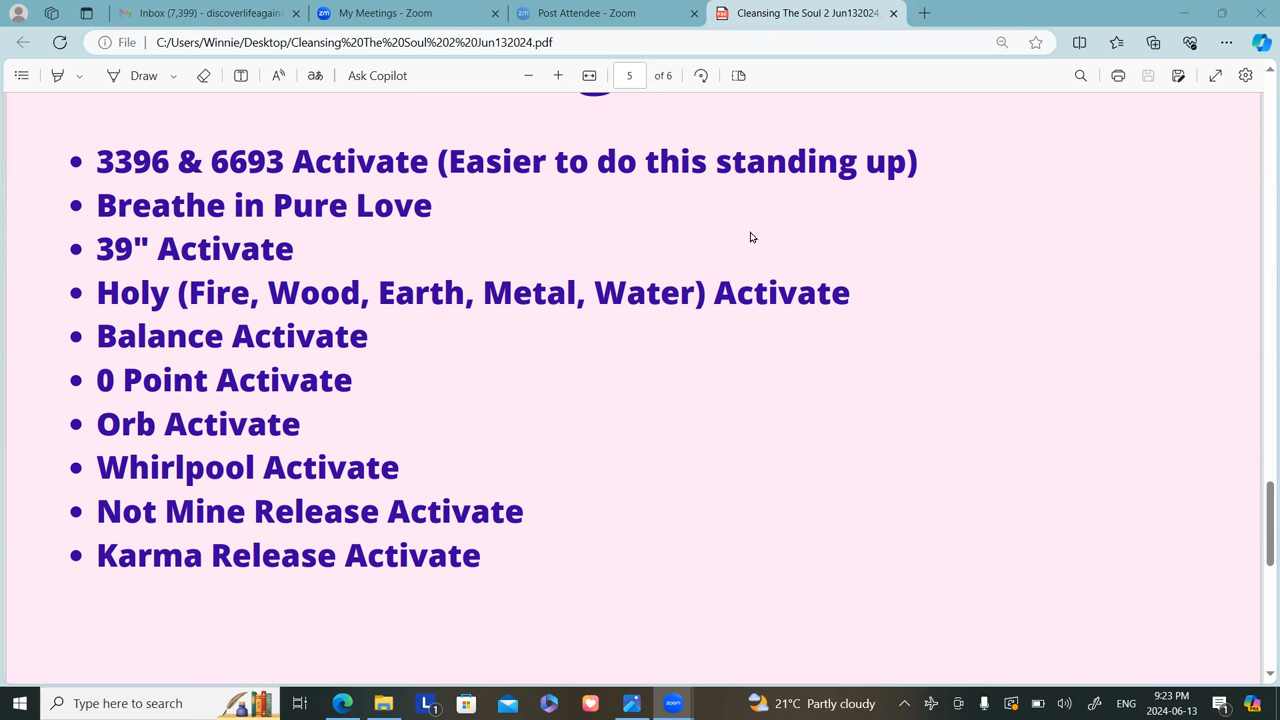 Inbox (7,399) - discoverlifeagain
My Meetings - Zoom
Post Attendee - Zoom
Cleansing The Soul 2 Jun132024
File
C:/Users/Winnie/Desktop/Cleansing%20The%20Soul%202%20Jun132024.pdf
Draw
aあ
Ask Copilot
5
of 6
• 3396 & 6693 Activate (Easier to do this standing up)
• Breathe in Pure Love
• 39" Activate
• Holy (Fire, Wood, Earth, Metal, Water) Activate
• Balance Activate
• 0 Point Activate
• Orb Activate
• Whirlpool Activate
• Not Mine Release Activate
• Karma Release Activate
Type here to search
21°C Partly cloudy
ENG
9:23 PM
2024-06-13